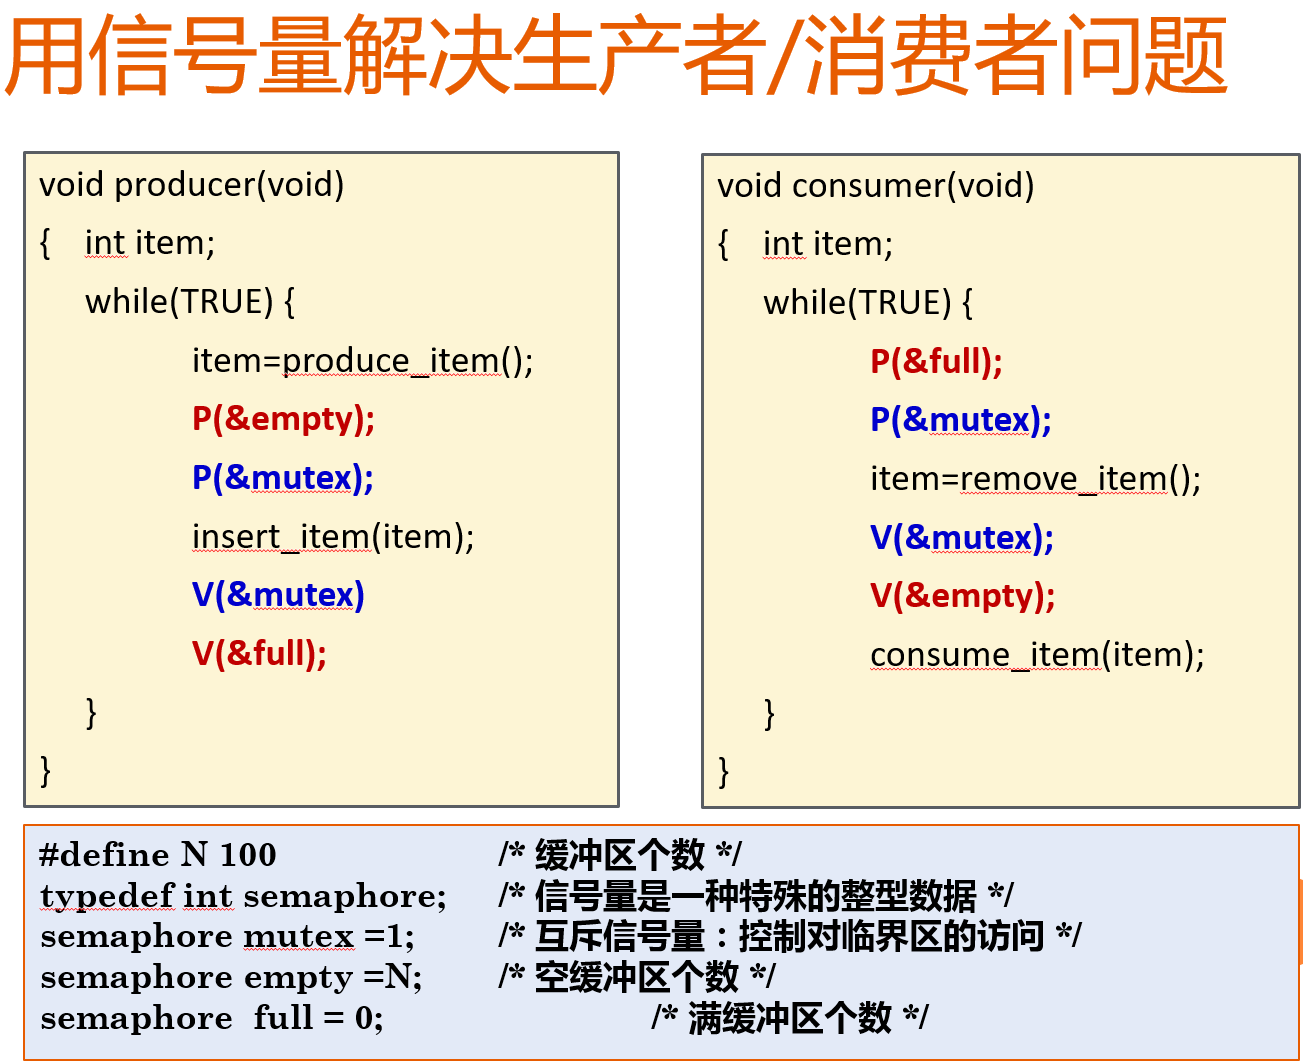 用信号量解决生产者/消费者问题
void producer(void)
{ int item;
while(TRUE) {
item=produce_item();
P(&empty);
P(&mutex);
insert_item(item);
V(&mutex)
V(&full);
}
}
void consumer(void)
{ int item;
while(TRUE) {
P(&full);
P(&mutex);
item=remove_item();
V(&mutex);
V(&empty);
consume_item(item);
}
}
#define N 100 /* 缓冲区个数 */
typedef int semaphore; /* 信号量是一种特殊的整型数据 */
semaphore mutex =1; /* 互斥信号量：控制对临界区的访问 */
semaphore empty =N; /* 空缓冲区个数 */
semaphore full = 0; /* 满缓冲区个数 */